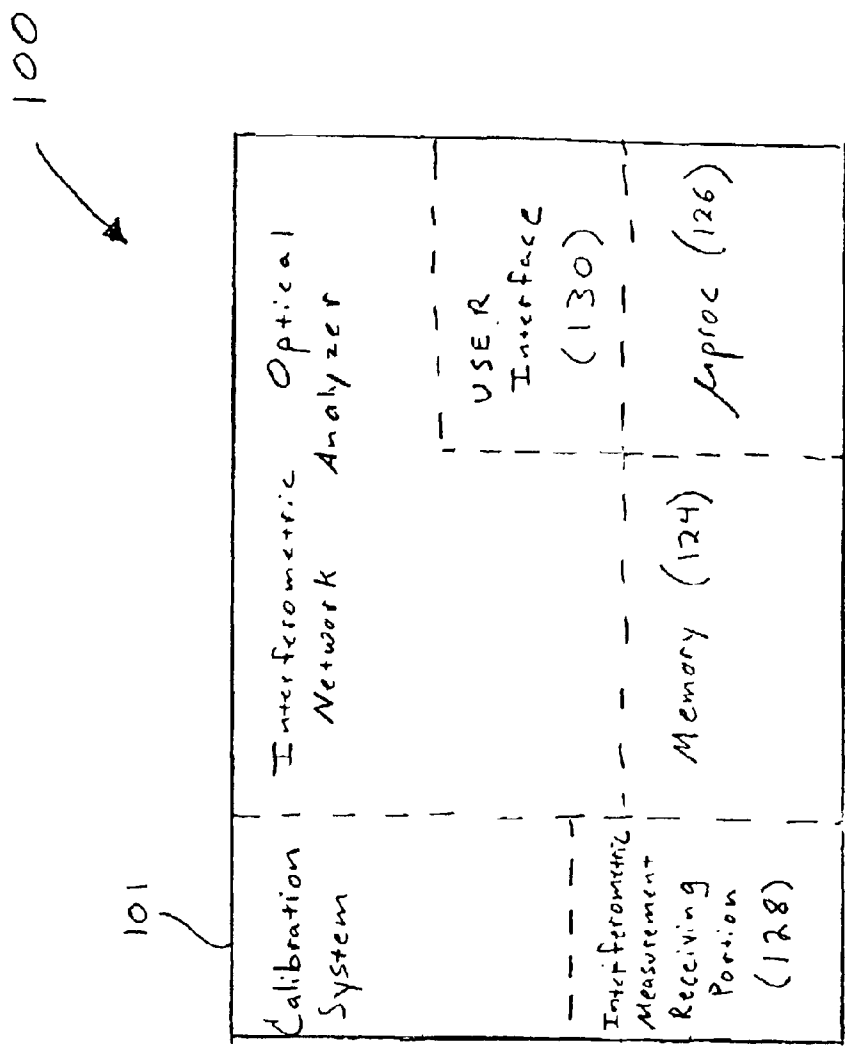 100
101
Calibration
System
Interferometric Optical
Network Analyzer
USER
Interface
(130)
Interferometric
Measurement
Receiving
Portion
(128)
Memory (124)
μproc (126)